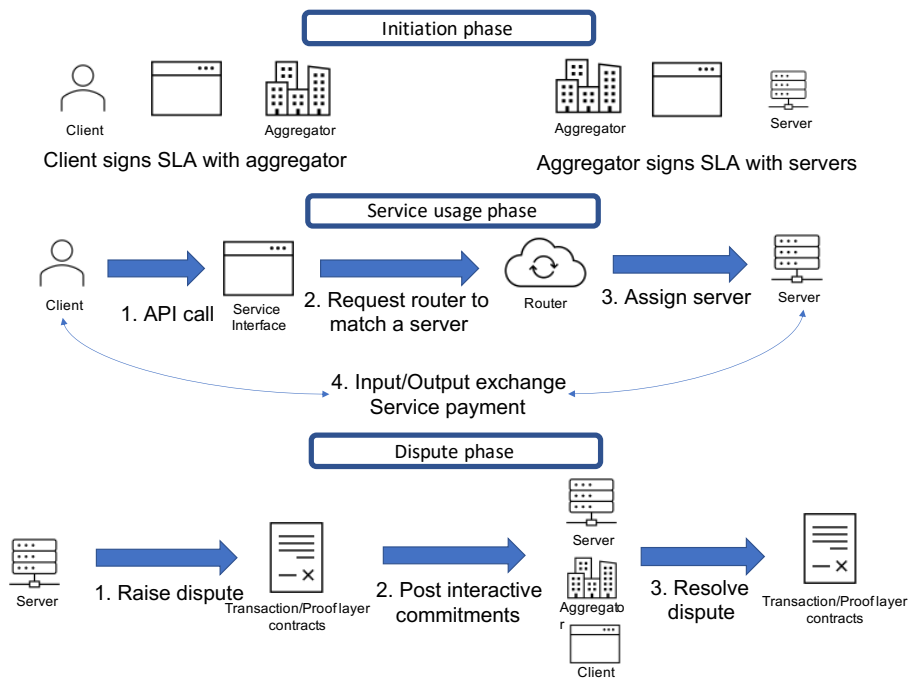 Initiation phase
Client
Aggregator
Aggregator
Server
Client signs SLA with aggregator
Aggregator signs SLA with servers
Service usage phase
Client
1. API call
Service
Interface
2. Request router to
match a server
Router
3. Assign server
Server
4. Input/Output exchange
Service payment
Dispute phase
Server
1. Raise dispute
Transaction/Proof layer
contracts
2. Post interactive
commitments
Server
Aggregato
r
Client
3. Resolve
dispute
Transaction/Proof layer
contracts